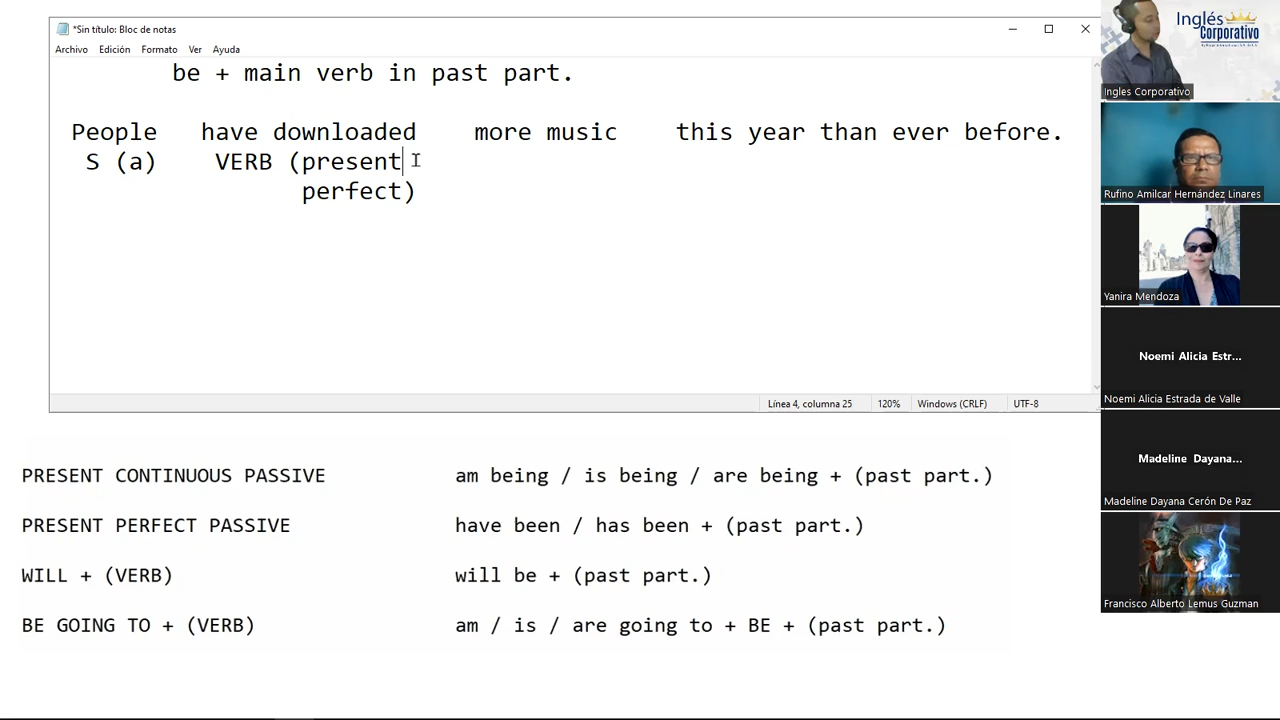 *Sin título: Bloc de notas
Archivo Edición Formato Ver Ayuda
be + main verb in past part.
People have downloaded more music this year than ever before.
S (a) VERB (present
perfect)
Línea 4, columna 25 120% Windows (CRLF) UTF-8
PRESENT CONTINUOUS PASSIVE am being / is being / are being + (past part.)
PRESENT PERFECT PASSIVE have been / has been + (past part.)
WILL + (VERB) will be + (past part.)
BE GOING TO + (VERB) am / is / are going to + BE + (past part.)
Inglés
Corporativo
Ingles Corporativo
Rufino Amilcar Hernández Linares
Yanira Mendoza
Noemi Alicia Estr...
Noemi Alicia Estrada de Valle
Madeline Dayana...
Madeline Dayana Cerón De Paz
Francisco Alberto Lemus Guzman